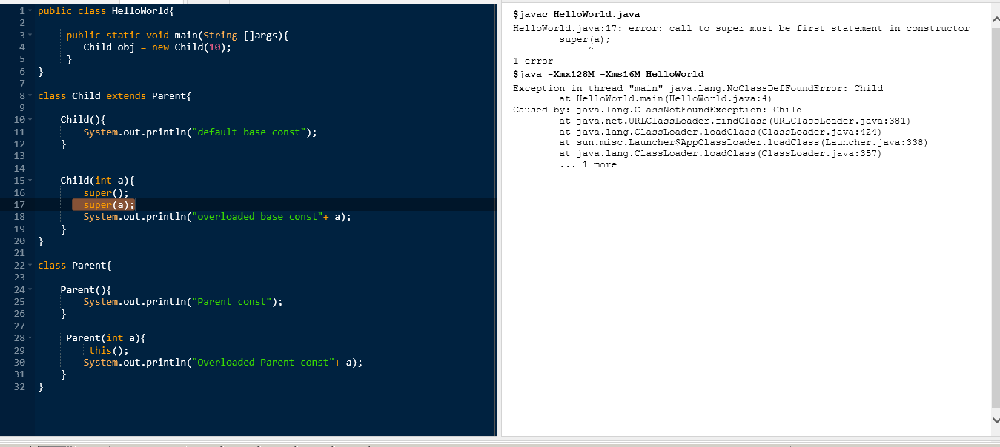 1 public class HelloWorld{
2
3 public static void main(String []args){
4 Child obj = new Child(10);
5 }
6 }
7
8 class Child extends Parent{
9
10 Child(){
11 System.out.println("default base const");
12 }
13
14
15 Child(int a){
16 super();
17 super(a);
18 System.out.println("overloaded base const"+ a);
19 }
20 }
21
22 class Parent{
23
24 Parent(){
25 System.out.println("Parent const");
26 }
27
28 Parent(int a){
29 this();
30 System.out.println("Overloaded Parent const"+ a);
31 }
32 }
$javac HelloWorld.java
HelloWorld.java:17: error: call to super must be first statement in constructor
super(a);
^
1 error
$java -Xmx128M -Xms16M HelloWorld
Exception in thread "main" java.lang.NoClassDefFoundError: Child
at HelloWorld.main(HelloWorld.java:4)
Caused by: java.lang.ClassNotFoundException: Child
at java.net.URLClassLoader.findClass(URLClassLoader.java:381)
at java.lang.ClassLoader.loadClass(ClassLoader.java:424)
at sun.misc.Launcher$AppClassLoader.loadClass(Launcher.java:338)
at java.lang.ClassLoader.loadClass(ClassLoader.java:357)
... 1 more